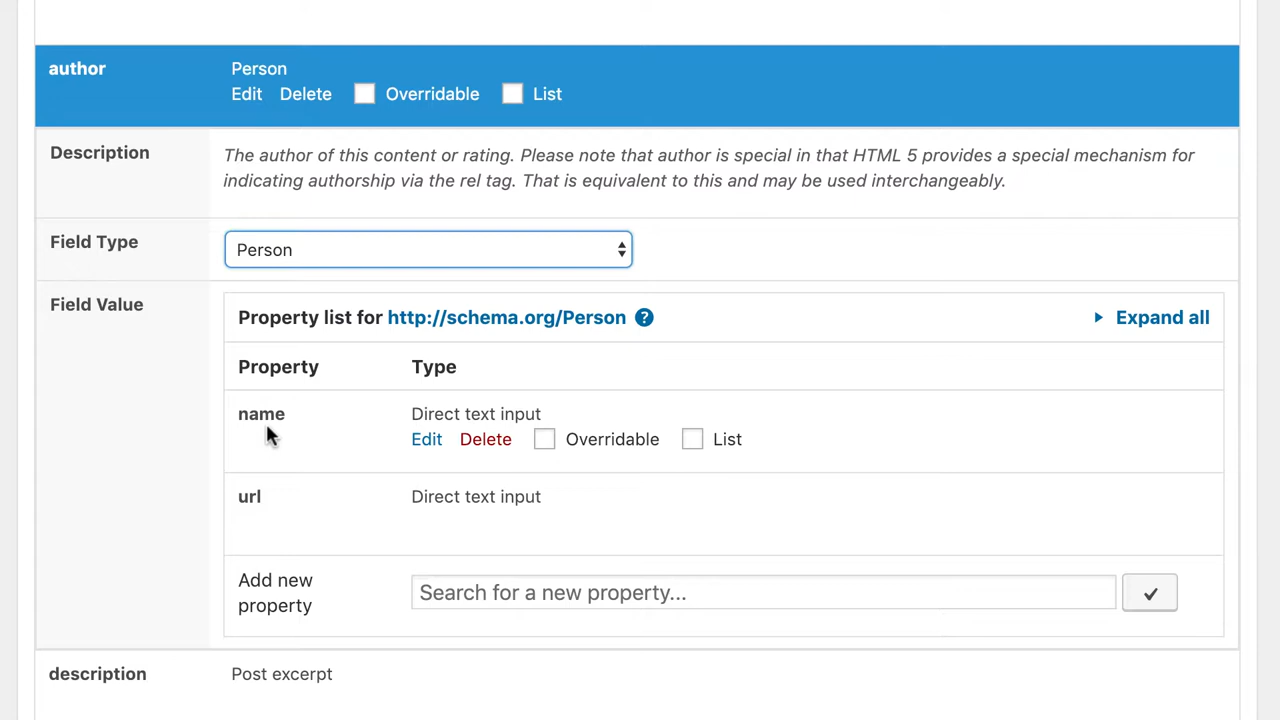 author Person
Edit Delete Overridable List
Description The author of this content or rating. Please note that author is special in that HTML 5 provides a special mechanism for
indicating authorship via the rel tag. That is equivalent to this and may be used interchangeably.
Field Type Person
Field Value Property list for http://schema.org/Person ? Expand all
Property Type
name Direct text input
Edit Delete Overridable List
url Direct text input
Add new property Search for a new property...
description Post excerpt